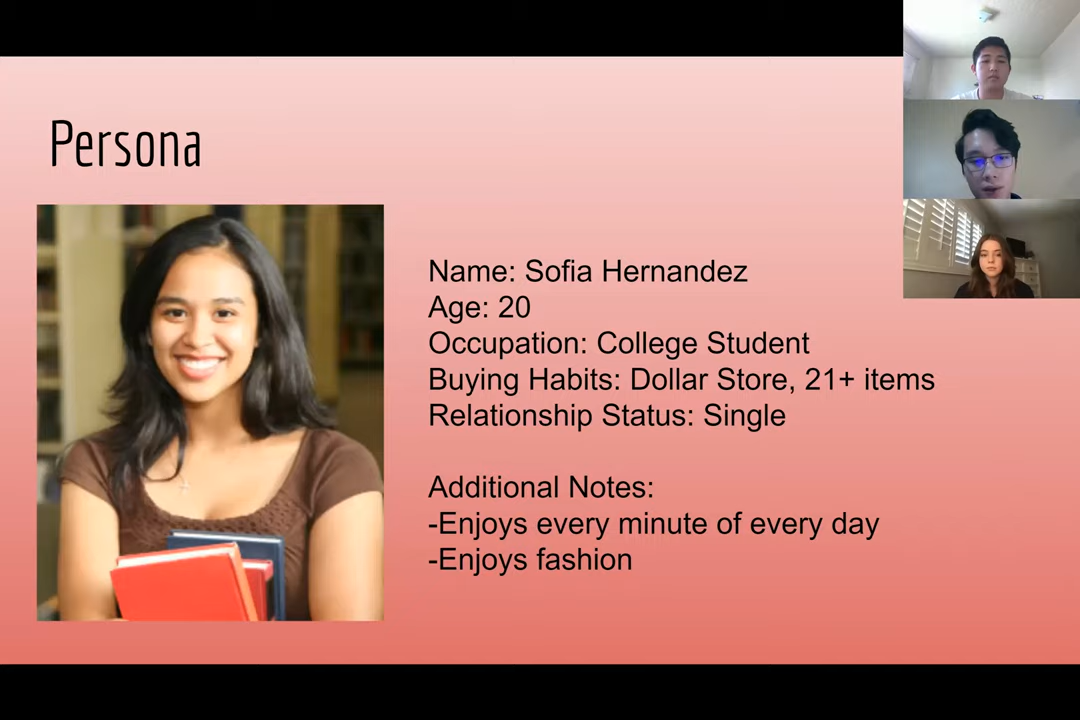 Persona
Name: Sofia Hernandez
Age: 20
Occupation: College Student
Buying Habits: Dollar Store, 21+ items
Relationship Status: Single
Additional Notes:
-Enjoys every minute of every day
-Enjoys fashion